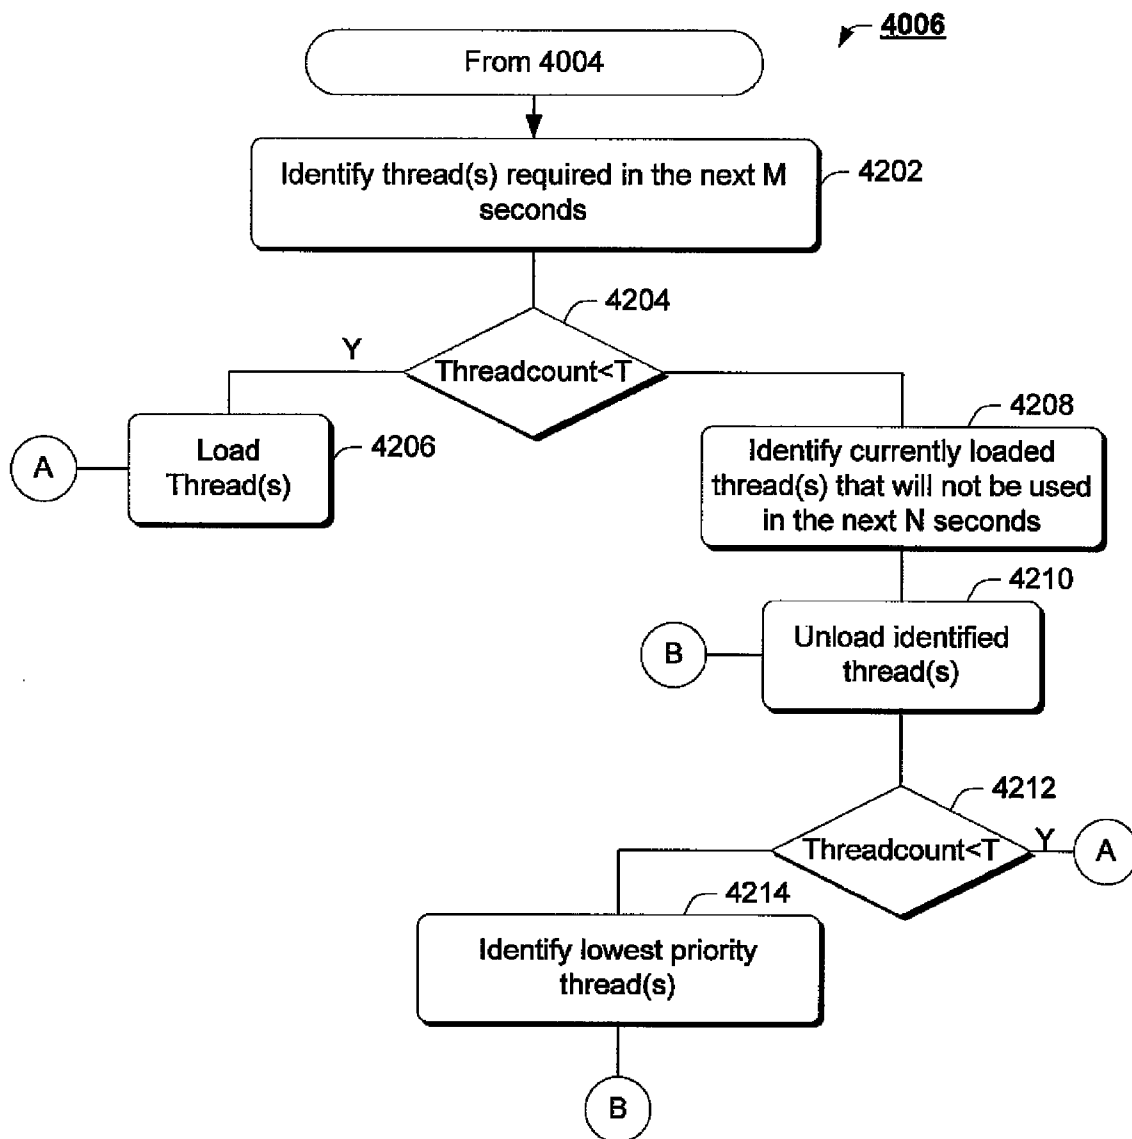 4006
From 4004
Identify thread(s) required in the next M
seconds
4202
4204
Y
Threadcount<T
4208
A
Load
Thread(s)
4206
Identify currently loaded
thread(s) that will not be used
in the next N seconds
4210
B
Unload identified
thread(s)
4212
Threadcount<T
Y
A
4214
Identify lowest priority
thread(s)
B